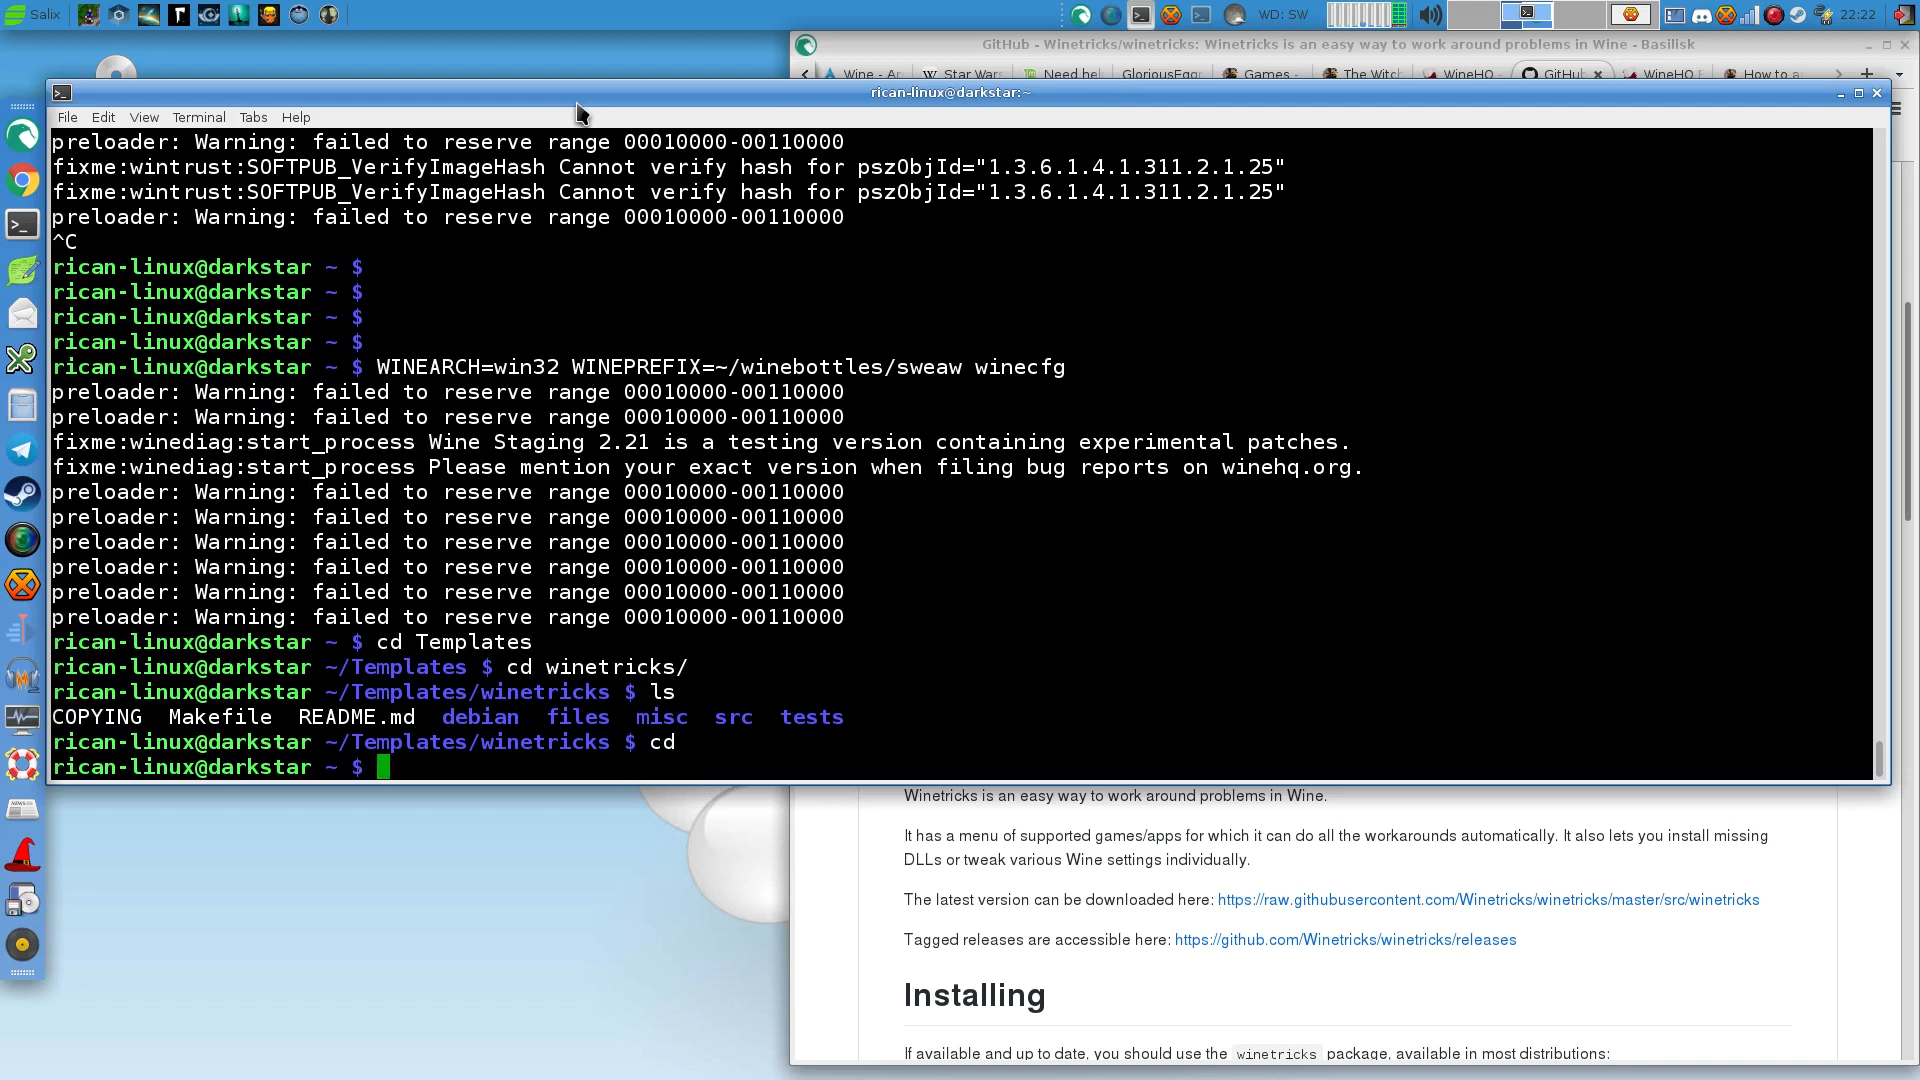 Salix
WD: SW
22:22
GitHub - Winetricks/winetricks: Winetricks is an easy way to work around problems in Wine - Basilisk
Wine - Ar
Star Wars
Need hel
GloriousEggr
Games -
The Witch
WineHQ -
GitHub
WineHQ F
How to a
rican-linux@darkstar:~
File Edit View Terminal Tabs Help
preloader: Warning: failed to reserve range 00010000-00110000
fixme:wintrust:SOFTPUB_VerifyImageHash Cannot verify hash for pszObjId="1.3.6.1.4.1.311.2.1.25"
fixme:wintrust:SOFTPUB_VerifyImageHash Cannot verify hash for pszObjId="1.3.6.1.4.1.311.2.1.25"
preloader: Warning: failed to reserve range 00010000-00110000
^C
rican-linux@darkstar ~ $
rican-linux@darkstar ~ $
rican-linux@darkstar ~ $
rican-linux@darkstar ~ $
rican-linux@darkstar ~ $ WINEARCH=win32 WINEPREFIX=~/winebottles/sweaw winecfg
preloader: Warning: failed to reserve range 00010000-00110000
preloader: Warning: failed to reserve range 00010000-00110000
fixme:winediag:start_process Wine Staging 2.21 is a testing version containing experimental patches.
fixme:winediag:start_process Please mention your exact version when filing bug reports on winehq.org.
preloader: Warning: failed to reserve range 00010000-00110000
preloader: Warning: failed to reserve range 00010000-00110000
preloader: Warning: failed to reserve range 00010000-00110000
preloader: Warning: failed to reserve range 00010000-00110000
preloader: Warning: failed to reserve range 00010000-00110000
preloader: Warning: failed to reserve range 00010000-00110000
rican-linux@darkstar ~ $ cd Templates
rican-linux@darkstar ~/Templates $ cd winetricks/
rican-linux@darkstar ~/Templates/winetricks $ ls
COPYING Makefile README.md debian files misc src tests
rican-linux@darkstar ~/Templates/winetricks $ cd
rican-linux@darkstar ~ $
Winetricks is an easy way to work around problems in Wine.
It has a menu of supported games/apps for which it can do all the workarounds automatically. It also lets you install missing
DLLs or tweak various Wine settings individually.
The latest version can be downloaded here: https://raw.githubusercontent.com/Winetricks/winetricks/master/src/winetricks
Tagged releases are accessible here: https://github.com/Winetricks/winetricks/releases
Installing
If available and up to date, you should use the winetricks package, available in most distributions: